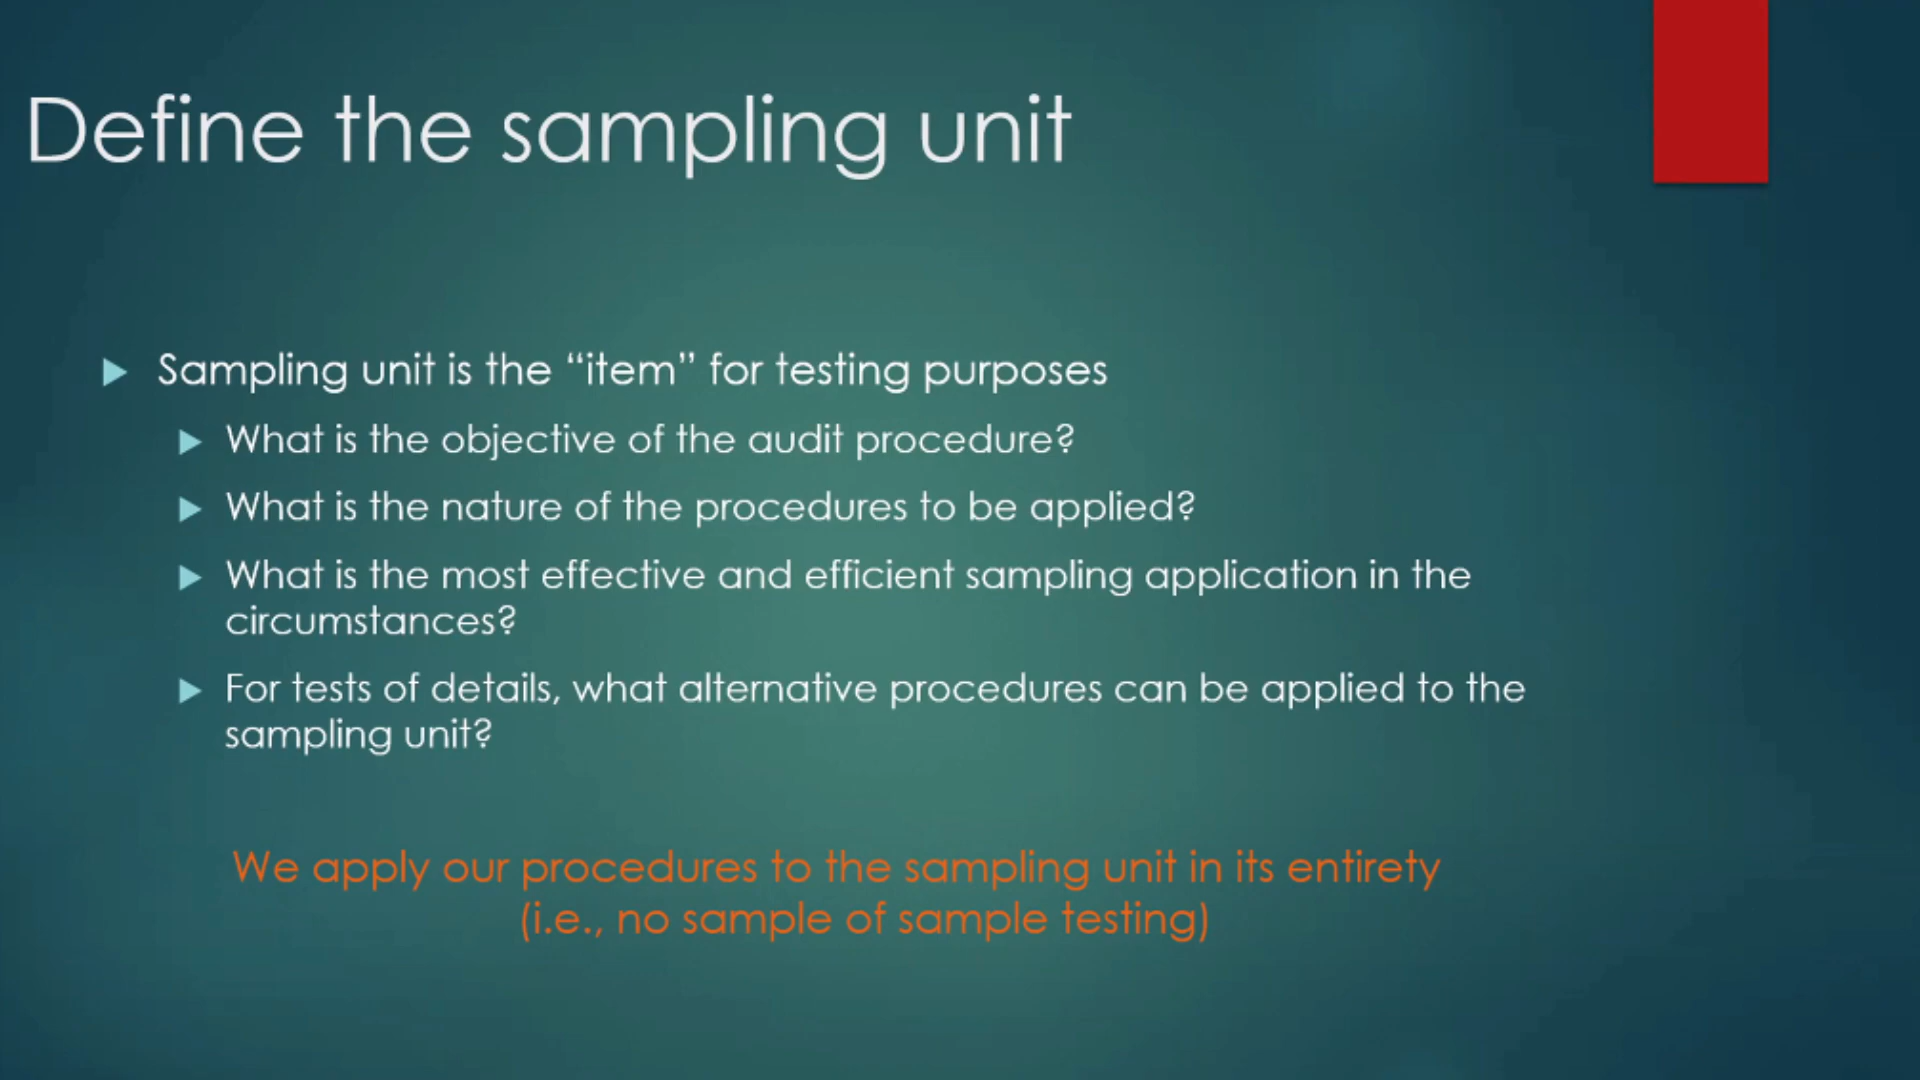 Define the sampling unit
Sampling unit is the “item” for testing purposes
What is the objective of the audit procedure?
What is the nature of the procedures to be applied?
What is the most effective and efficient sampling application in the
circumstances?
For tests of details, what alternative procedures can be applied to the
sampling unit?
We apply our procedures to the sampling unit in its entirety
(i.e., no sample of sample testing)